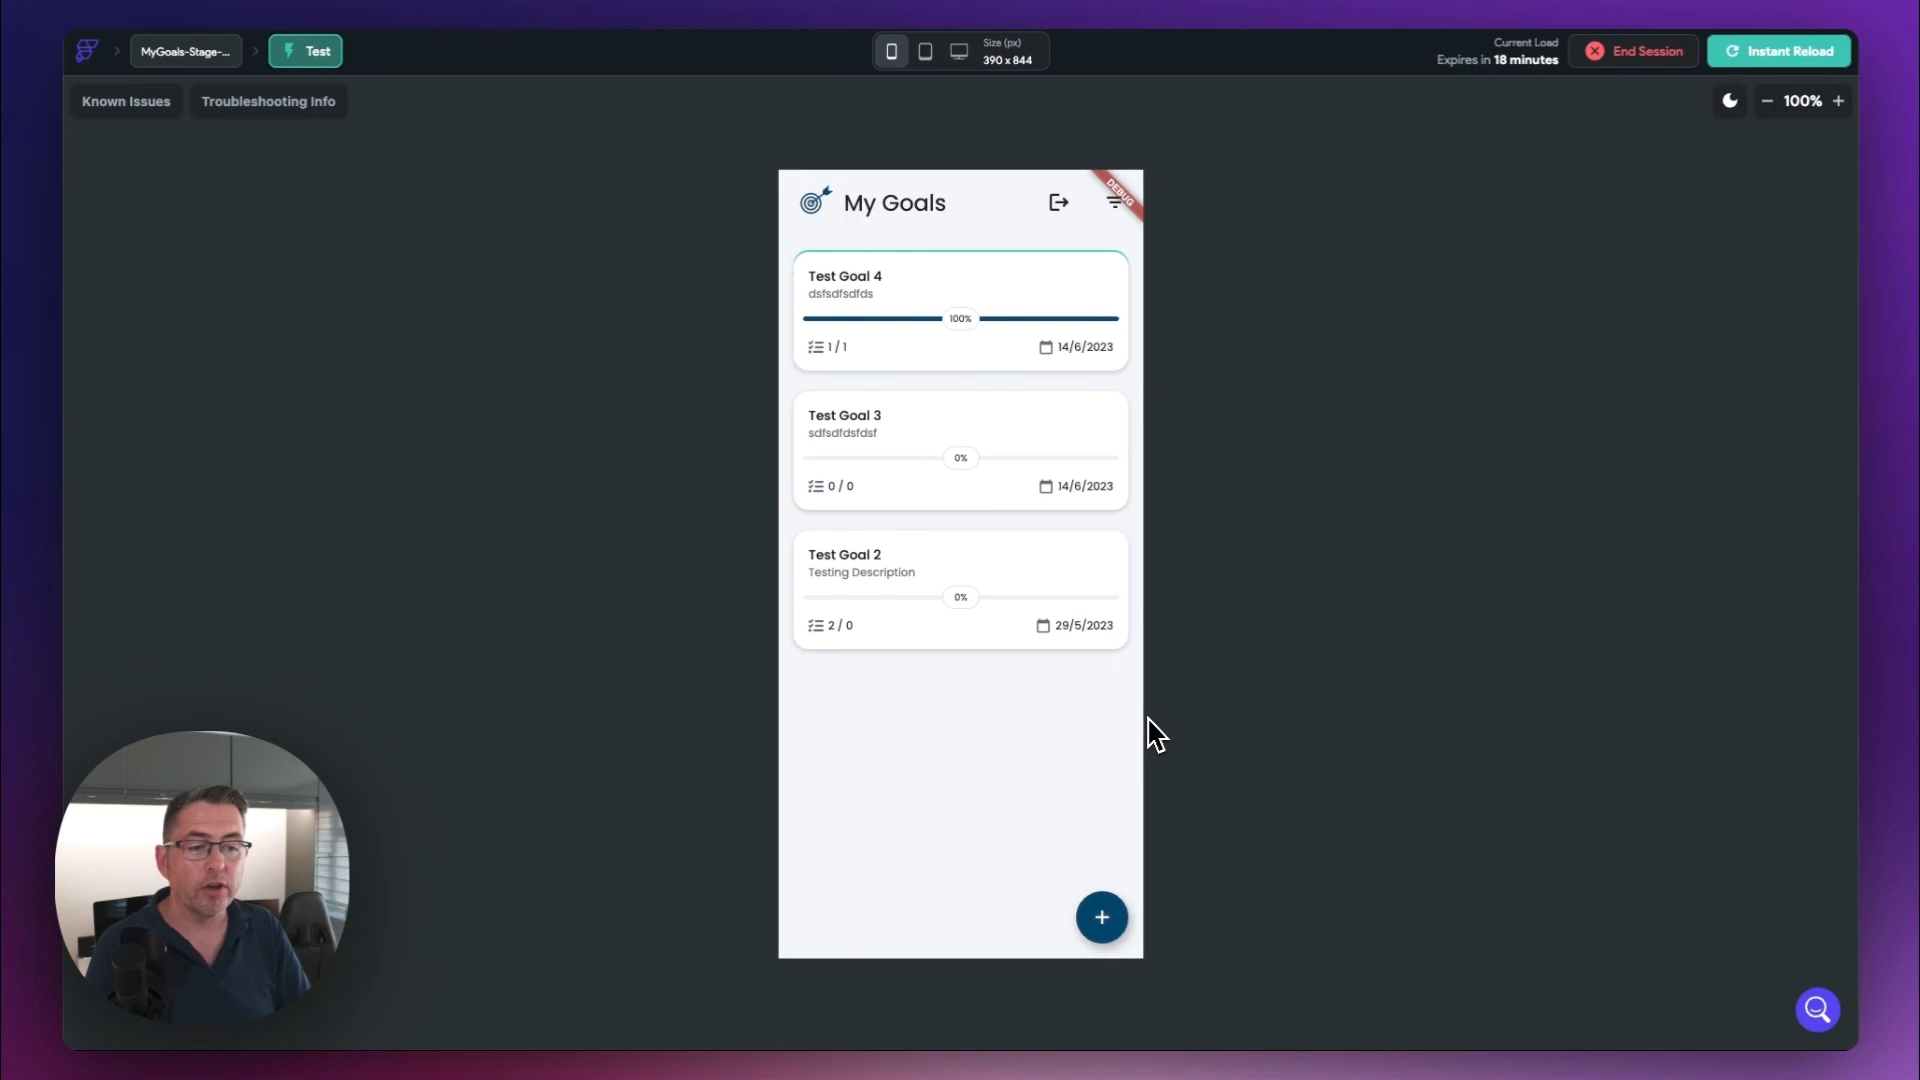 MyGoals-Stage-...
Test
Size (px)
390 x 844
Current Load
Expires in 18 minutes
End Session
Instant Reload
Known Issues
Troubleshooting Info
100%
My Goals
DEBUG
Test Goal 4
dsfsdfsdfds
100%
1 / 1
14/6/2023
Test Goal 3
sdfsdfdsfdsf
0%
0 / 0
14/6/2023
Test Goal 2
Testing Description
0%
2 / 0
29/5/2023